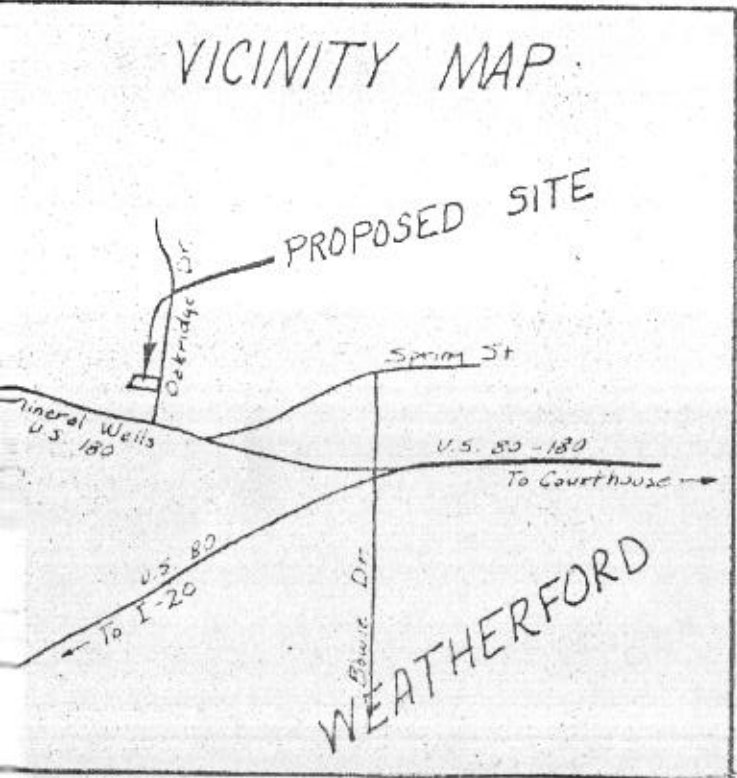 VICINITY MAP
PROPOSED SITE
Oakridge Dr.
Spring St
Mineral Wells
U.S. 180
U.S. 80-180
To Courthouse
U.S. 80
To I-20
Bowie Dr.
WEATHERFORD